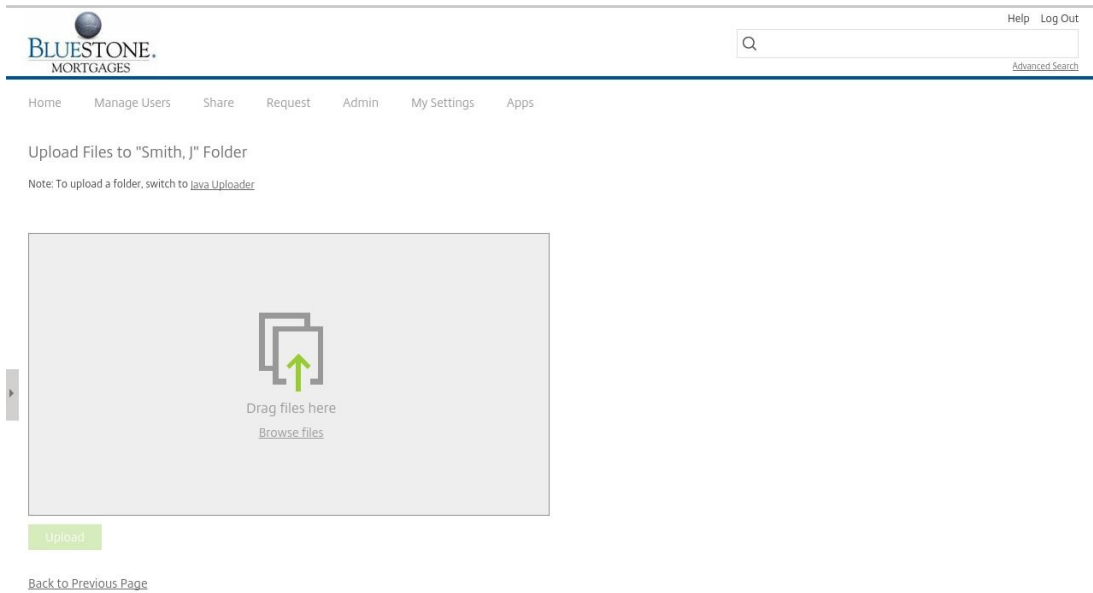 Help Log Out
BLUESTONE.
MORTGAGES
Advanced Search
Home Manage Users Share Request Admin My Settings Apps
Upload Files to "Smith, J" Folder
Note: To upload a folder, switch to Java Uploader
Drag files here
Browse files
Upload
Back to Previous Page